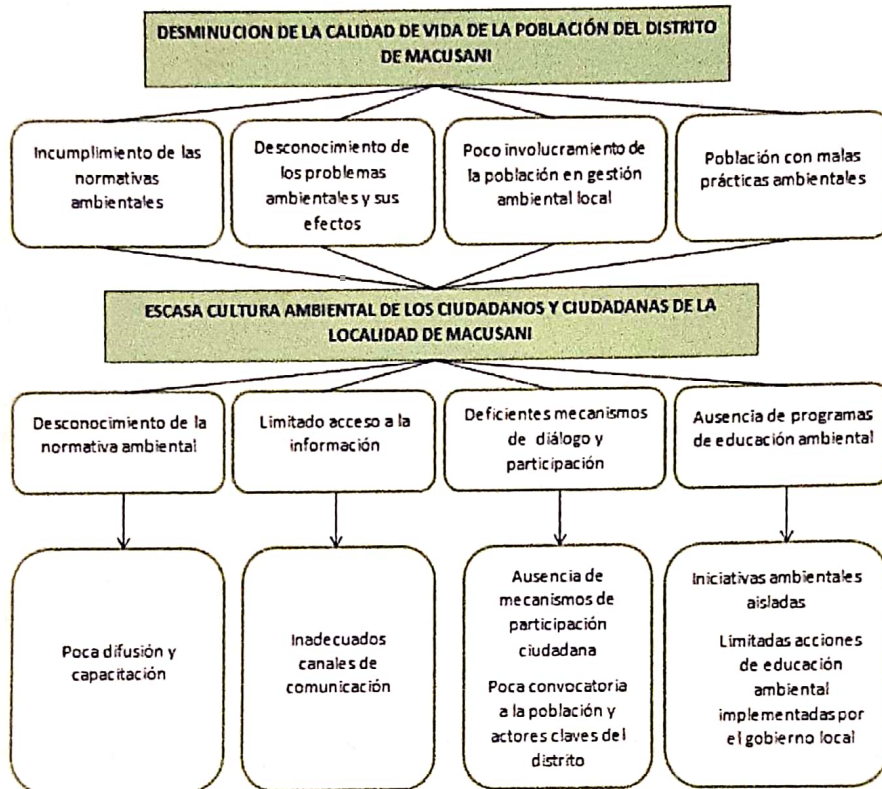 DESMINUCION DE LA CALIDAD DE VIDA DE LA POBLACIÓN DEL DISTRITO
DE MACUSANI
Incumplimiento de las
normativas
ambientales
Desconocimiento de
los problemas
ambientales y sus
efectos
Poco involucramiento de
la población en gestión
ambiental local
Población con malas
prácticas ambientales
ESCASA CULTURA AMBIENTAL DE LOS CIUDADANOS Y CIUDADANAS DE LA
LOCALIDAD DE MACUSANI
Desconocimiento de la
normativa ambiental
Limitado acceso a la
información
Deficientes mecanismos
de diálogo y
participación
Ausencia de programas
de educación ambiental
Poca difusión y
capacitación
Inadecuados
canales de
comunicación
Ausencia de
mecanismos de
participación
ciudadana
Poca convocatoria
a la población y
actores claves del
distrito
Iniciativas ambientales
aisladas
Limitadas acciones
de educación
ambiental
implementadas por
el gobierno local